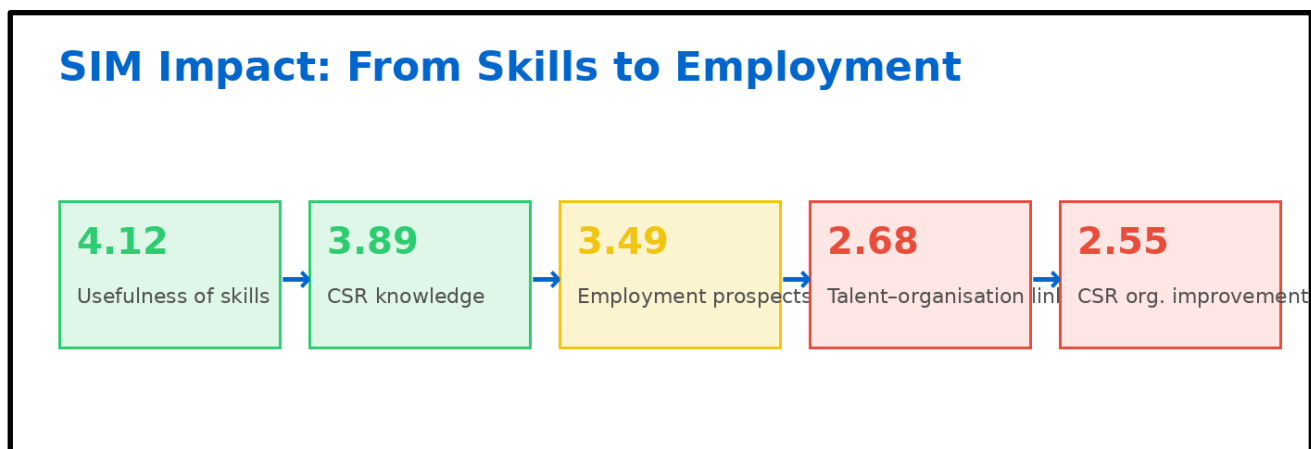 SIM Impact: From Skills to Employment
4.12
Usefulness of skills
→
3.89
CSR knowledge
→
3.49
Employment prospects
→
2.68
Talent–organisation link
→
2.55
CSR org. improvement